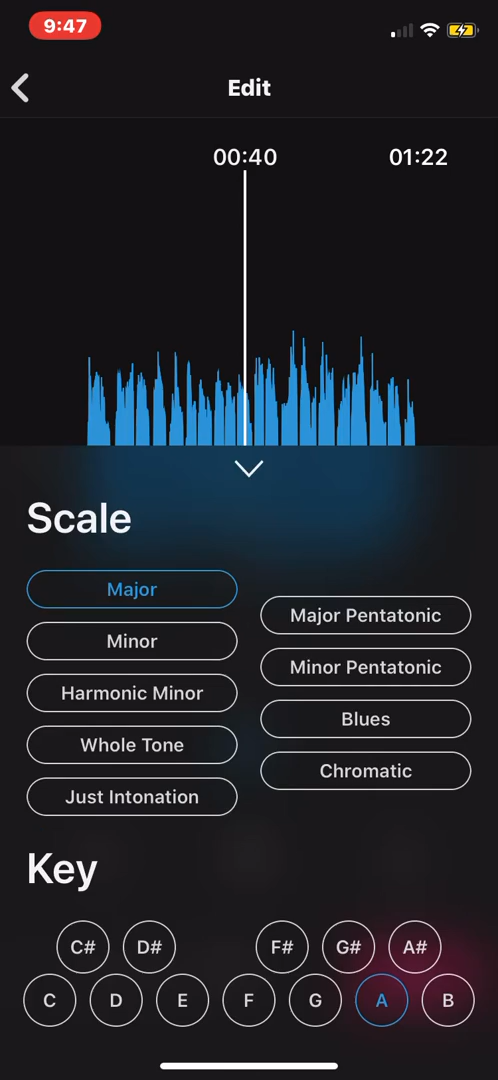 9:47
Edit
00:40 01:22
Scale
Major
Major Pentatonic
Minor
Minor Pentatonic
Harmonic Minor
Blues
Whole Tone
Chromatic
Just Intonation
Key
C# D# F# G# A#
C D E F G A B